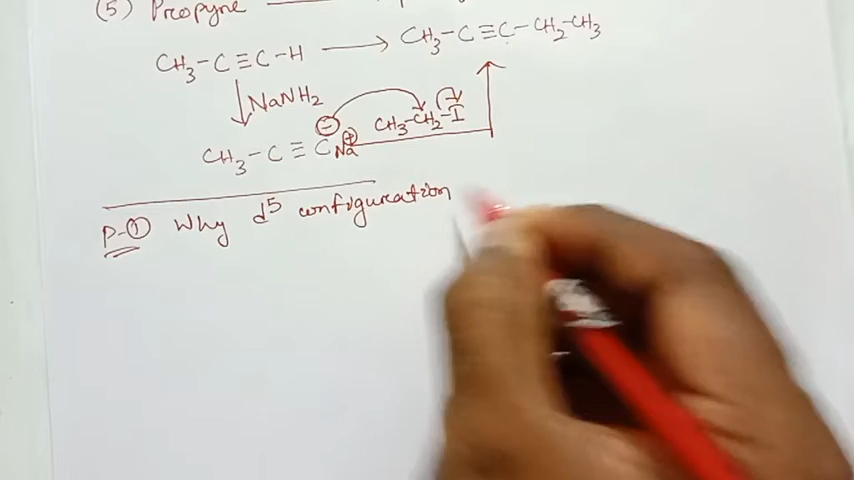 (5) Propyne
CH3-C≡C-H ⟶ CH3-C≡C-CH2-CH3
NaNH2
CH3-C≡C⊖ Na⊕ CH3-CH2-I
P-① Why d⁵ configuration